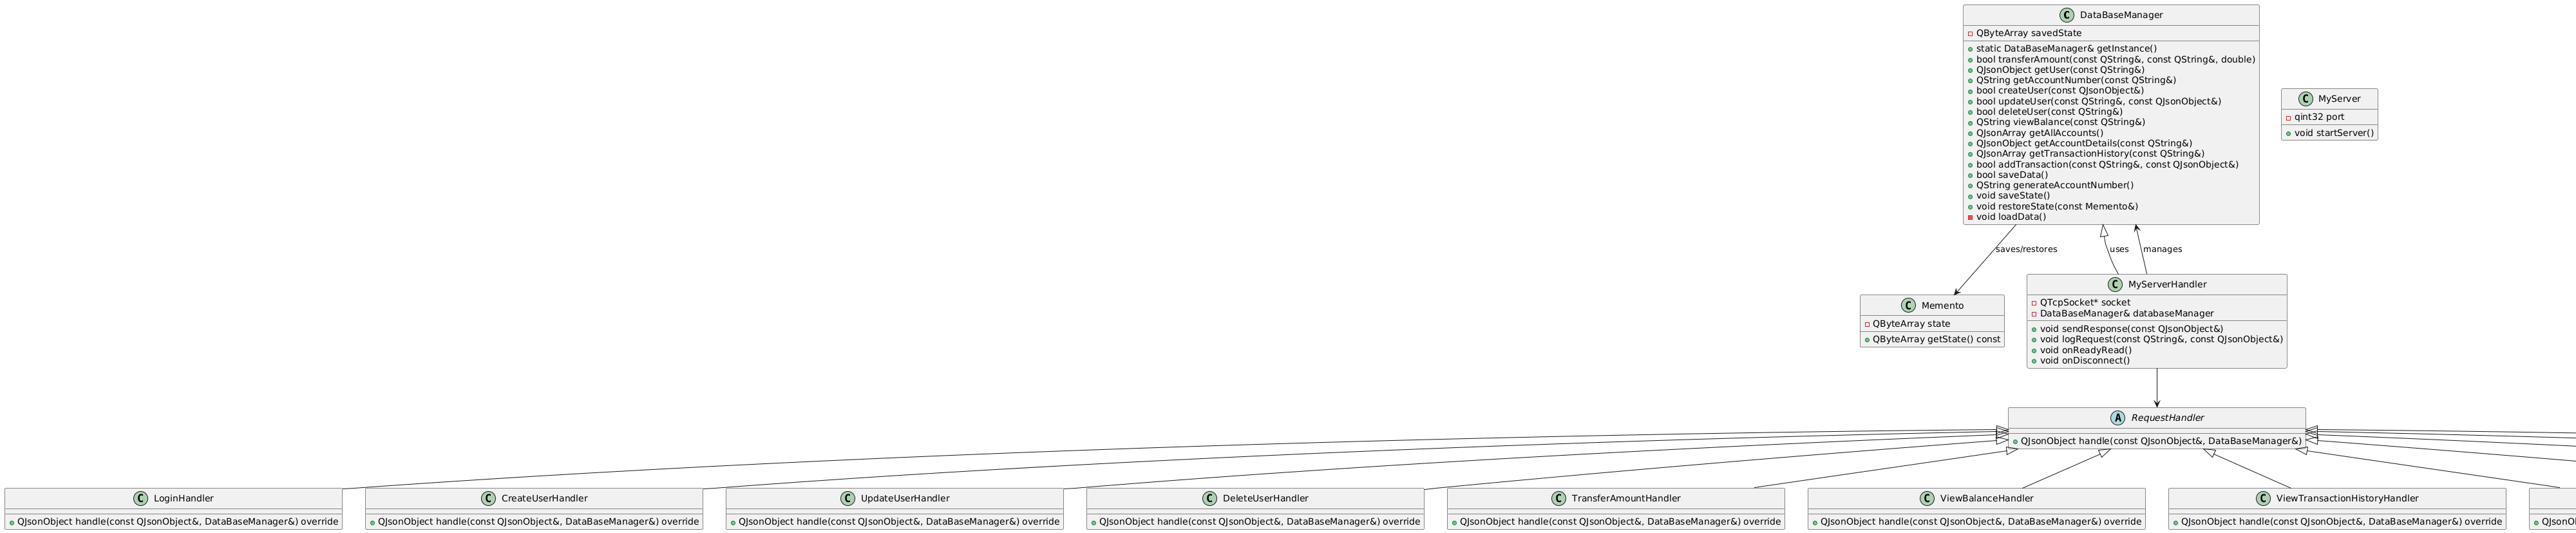 C DataBaseManager
QByteArray savedState
static DataBaseManager& getInstance()
bool transferAmount(const QString&, const QString&, double)
QJsonObject getUser(const QString&)
QString getAccountNumber(const QString&)
bool createUser(const QJsonObject&)
bool updateUser(const QString&, const QJsonObject&)
bool deleteUser(const QString&)
QString viewBalance(const QString&)
QJsonArray getAllAccounts()
QJsonObject getAccountDetails(const QString&)
QJsonArray getTransactionHistory(const QString&)
bool addTransaction(const QString&, const QJsonObject&)
bool saveData()
QString generateAccountNumber()
void saveState()
void restoreState(const Memento&)
void loadData()
C MyServer
qint32 port
void startServer()
saves/restores
uses
manages
C Memento
QByteArray state
QByteArray getState() const
C MyServerHandler
QTcpSocket* socket
DataBaseManager& databaseManager
void sendResponse(const QJsonObject&)
void logRequest(const QString&, const QJsonObject&)
void onReadyRead()
void onDisconnect()
A RequestHandler
QJsonObject handle(const QJsonObject&, DataBaseManager&)
C LoginHandler
QJsonObject handle(const QJsonObject&, DataBaseManager&) override
C CreateUserHandler
QJsonObject handle(const QJsonObject&, DataBaseManager&) override
C UpdateUserHandler
QJsonObject handle(const QJsonObject&, DataBaseManager&) override
C DeleteUserHandler
QJsonObject handle(const QJsonObject&, DataBaseManager&) override
C TransferAmountHandler
QJsonObject handle(const QJsonObject&, DataBaseManager&) override
C ViewBalanceHandler
QJsonObject handle(const QJsonObject&, DataBaseManager&) override
C ViewTransactionHistoryHandler
QJsonObject handle(const QJsonObject&, DataBaseManager&) override